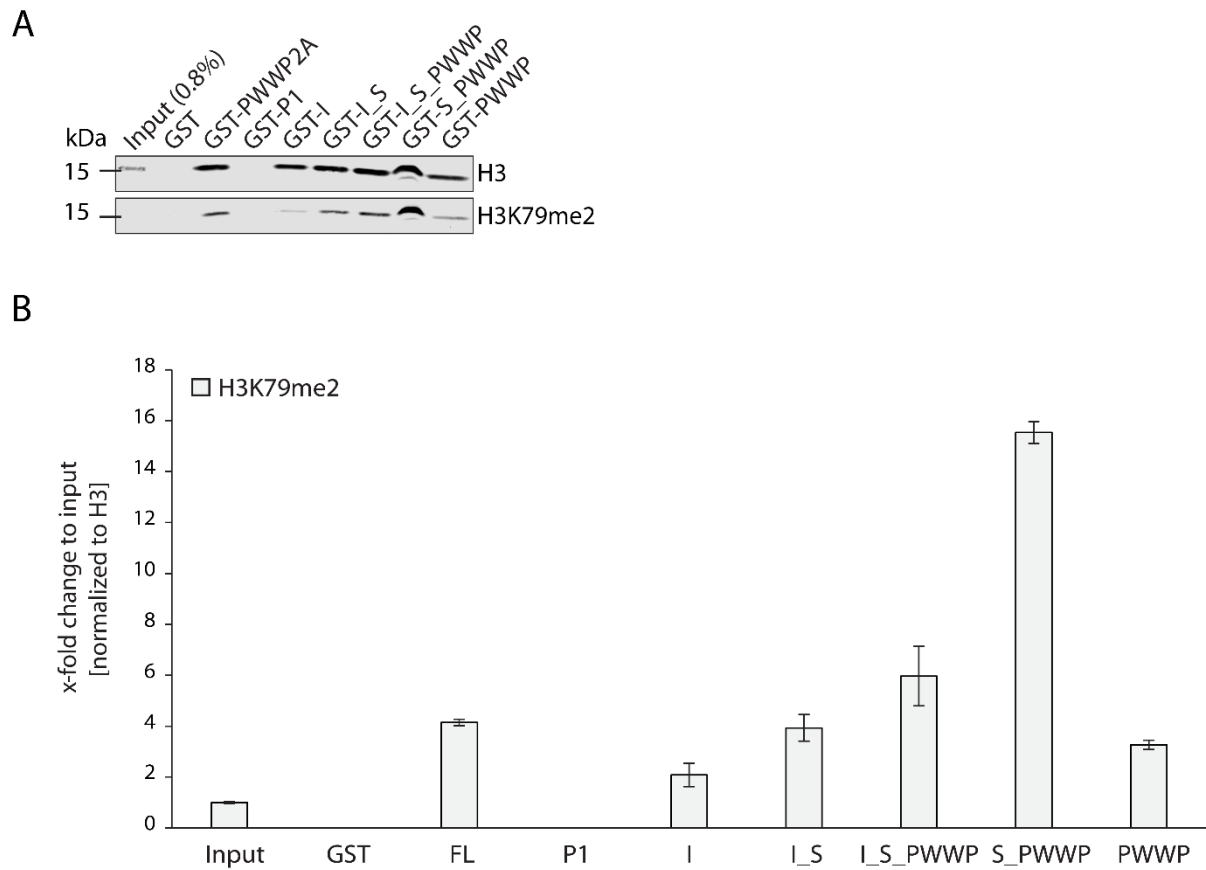 A
Input (0.8%)
GST
GST-PWWP2A
GST-P1
GST-I
GST-I_S
GST-I_S_PWWP
GST-S_PWWP
GST-PWWP
kDa
15
H3
15
H3K79me2
B
18
H3K79me2
16
14
12
10
8
6
4
2
0
x-fold change to input
[normalized to H3]
Input GST FL P1 I I_S I_S_PWWP S_PWWP PWWP